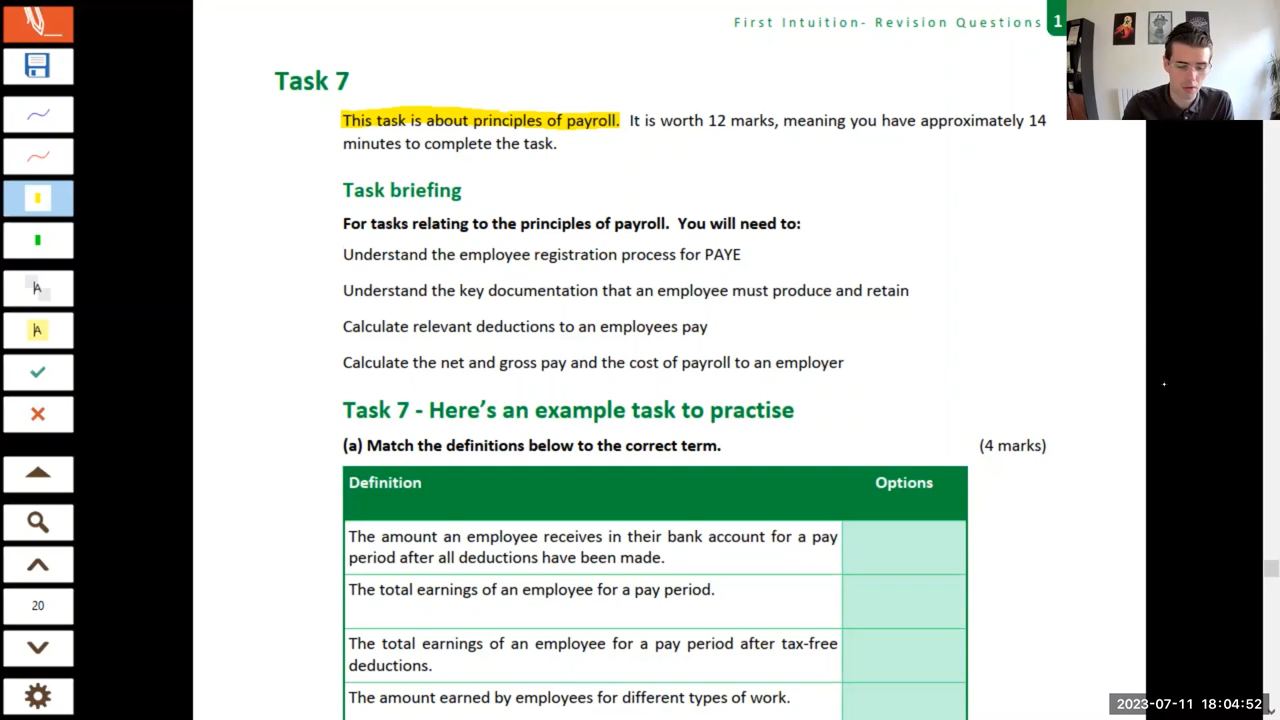 First Intuition- Revision Questions 1
Task 7
This task is about principles of payroll. It is worth 12 marks, meaning you have approximately 14
minutes to complete the task.
Task briefing
For tasks relating to the principles of payroll. You will need to:
Understand the employee registration process for PAYE
Understand the key documentation that an employee must produce and retain
Calculate relevant deductions to an employees pay
Calculate the net and gross pay and the cost of payroll to an employer
Task 7 - Here's an example task to practise
(a) Match the definitions below to the correct term. (4 marks)
Definition Options
The amount an employee receives in their bank account for a pay
period after all deductions have been made.
The total earnings of an employee for a pay period.
The total earnings of an employee for a pay period after tax-free
deductions.
The amount earned by employees for different types of work.
A
A
20
2023-07-11 18:04:52